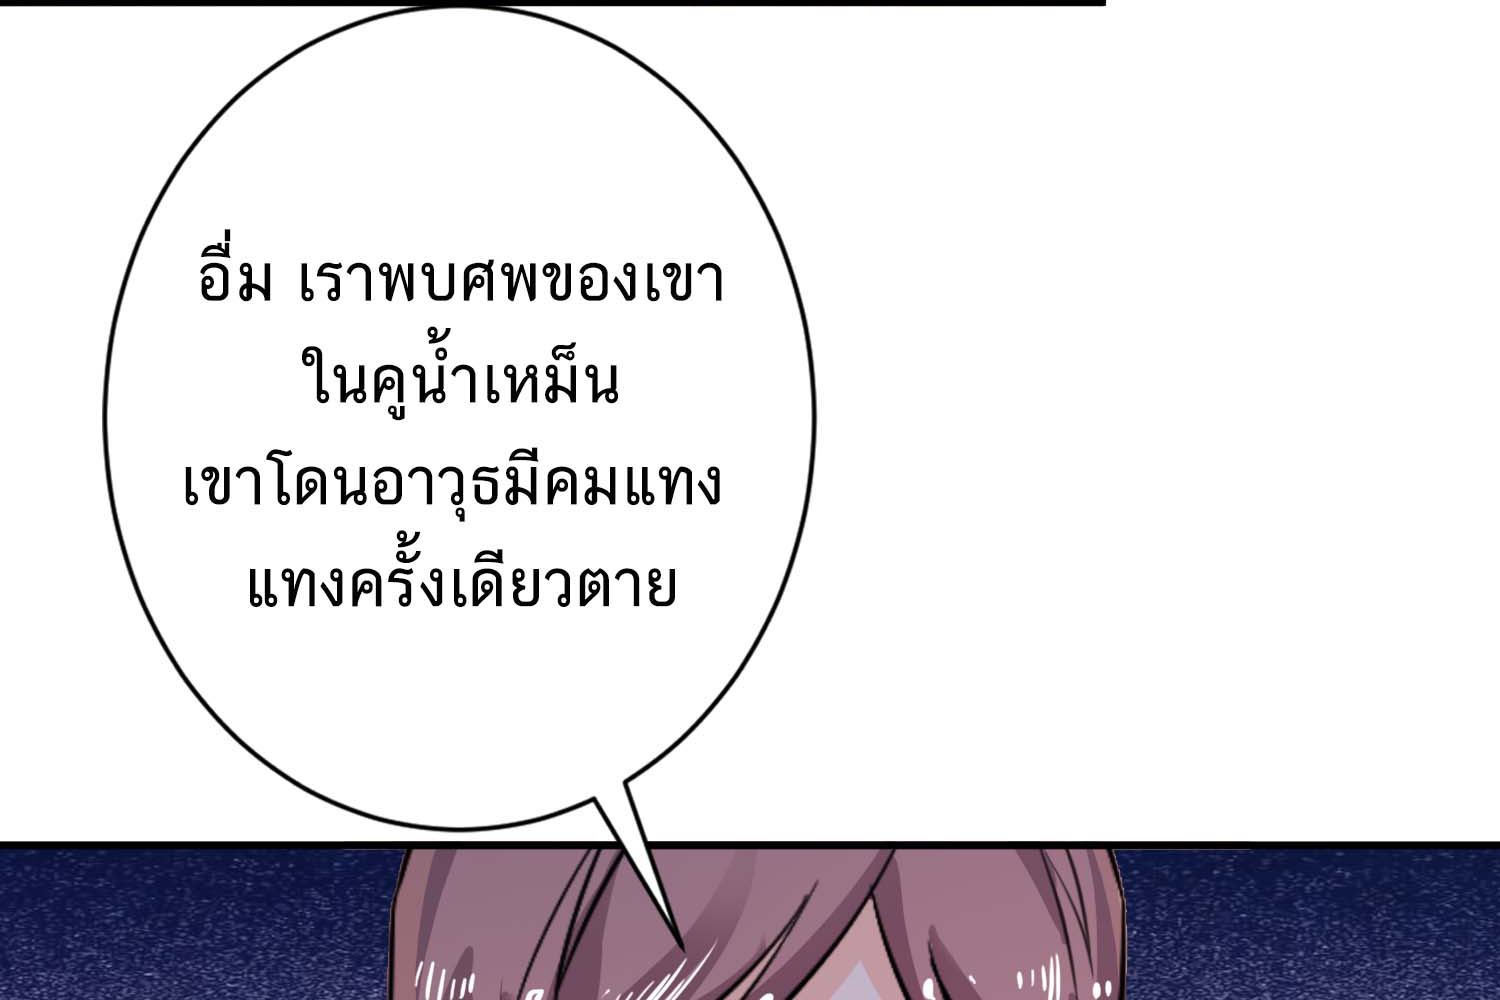 อื่ม เราพบศพของเขา
ในคูน้ำเหม็น
เขาโดนอาวุธมีคมแทง
แทงครั้งเดียวตาย